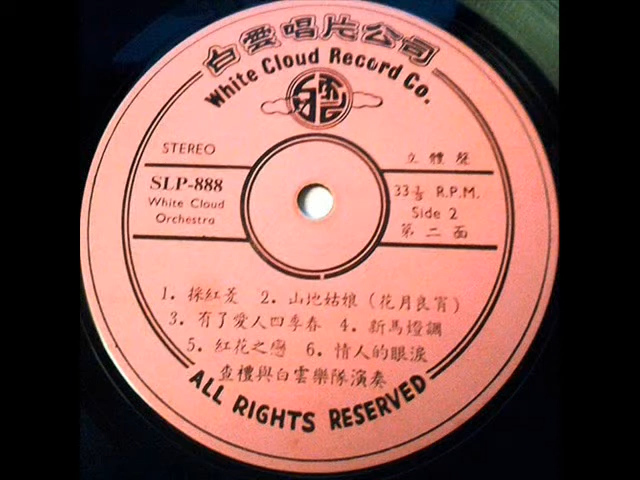 白雲唱片公司
White Cloud Record Co.
STEREO
立體聲
SLP-888
White Cloud
Orchestra
33⅓ R.P.M.
Side 2
第二面
1. 採紅菱 2. 山地姑娘（花月良宵）
3. 有了愛人四季春 4. 新馬燈調
5. 紅花之戀 6. 情人的眼淚
查禮與白雲樂隊演奏
ALL RIGHTS RESERVED